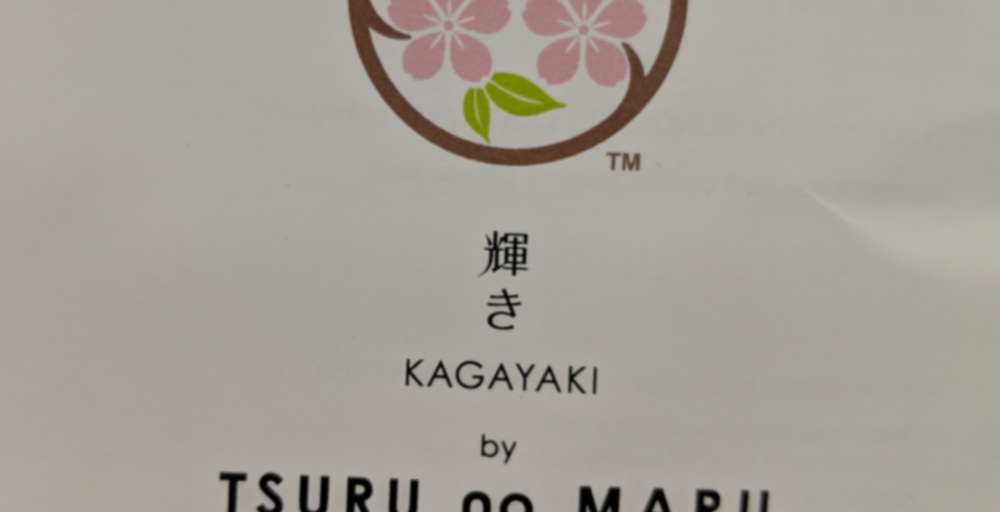 TM
輝き
KAGAYAKI
by
TSURU no MARU